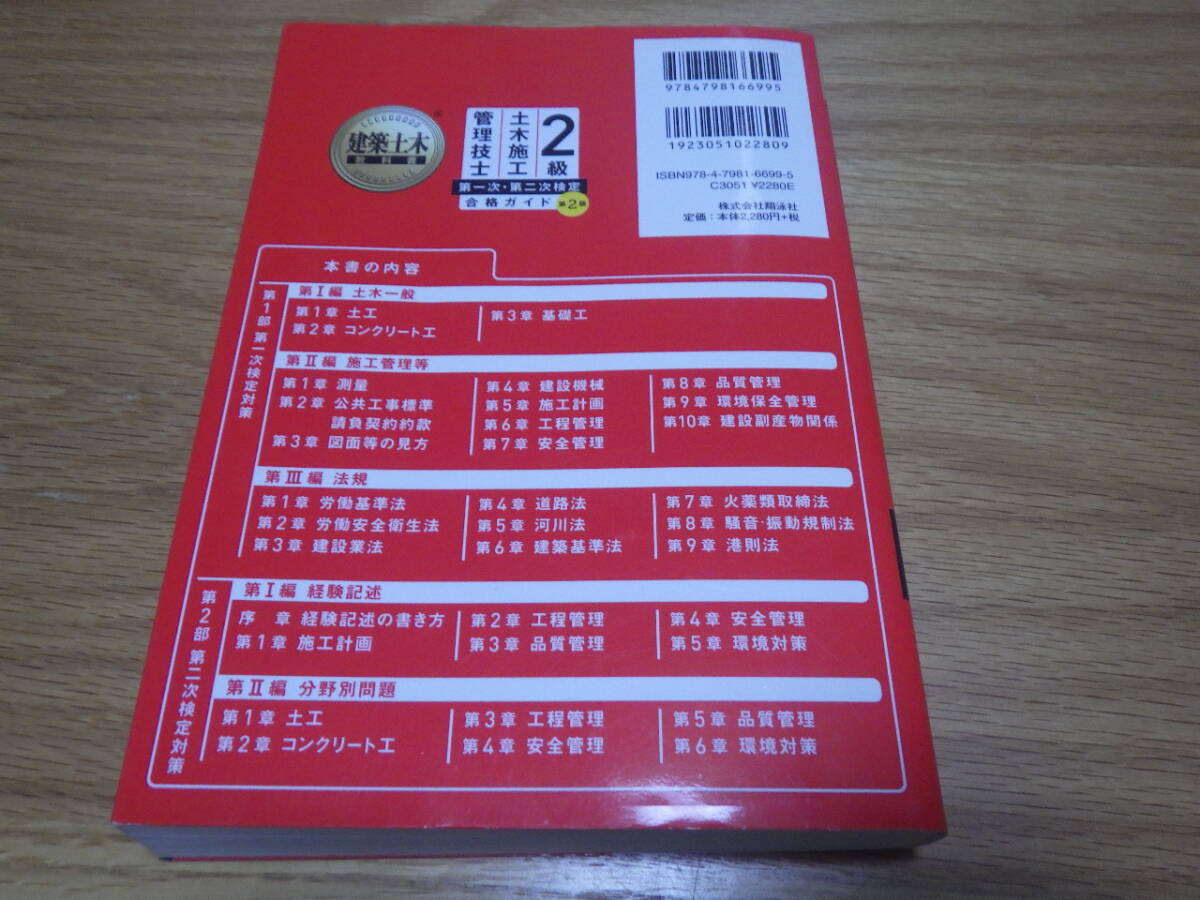 9784798166995
1923051022809
ISBN978-4-7981-6699-5
C3051 ¥2280E
株式会社翔泳社
定価：本体2,280円+税
建築土木
教科書
2級
土木施工
管理技士
第一次・第二次検定
合格ガイド 第2版
本書の内容
第1部 第一次検定対策
第Ⅰ編 土木一般
第1章 土工
第2章 コンクリート工
第3章 基礎工
第Ⅱ編 施工管理等
第1章 測量
第2章 公共工事標準
請負契約約款
第3章 図面等の見方
第4章 建設機械
第5章 施工計画
第6章 工程管理
第7章 安全管理
第8章 品質管理
第9章 環境保全管理
第10章 建設副産物関係
第Ⅲ編 法規
第1章 労働基準法
第2章 労働安全衛生法
第3章 建設業法
第4章 道路法
第5章 河川法
第6章 建築基準法
第7章 火薬類取締法
第8章 騒音・振動規制法
第9章 港則法
第2部 第二次検定対策
第Ⅰ編 経験記述
序 章 経験記述の書き方
第1章 施工計画
第2章 工程管理
第3章 品質管理
第4章 安全管理
第5章 環境対策
第Ⅱ編 分野別問題
第1章 土工
第2章 コンクリート工
第3章 工程管理
第4章 安全管理
第5章 品質管理
第6章 環境対策